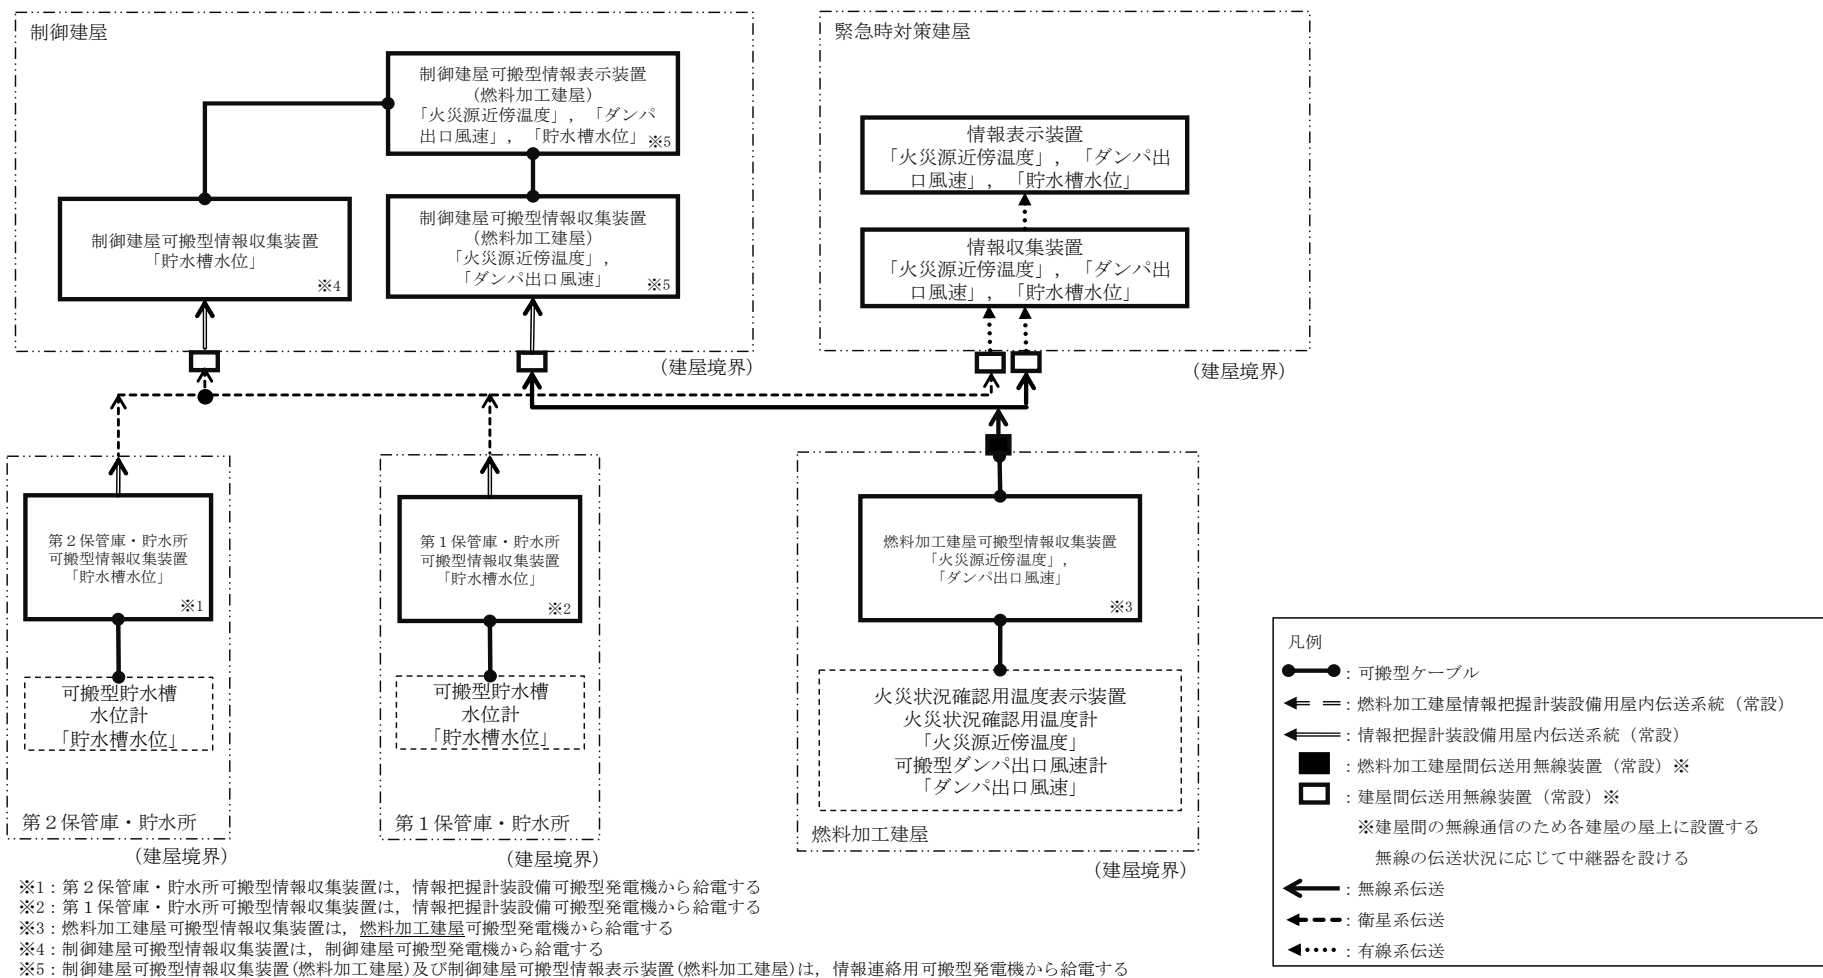 制御建屋
制御建屋可搬型情報表示装置
(燃料加工建屋)
「火災源近傍温度」，「ダンパ
出口風速」，「貯水槽水位」
※5
制御建屋可搬型情報収集装置
「貯水槽水位」
※4
制御建屋可搬型情報収集装置
(燃料加工建屋)
「火災源近傍温度」，
「ダンパ出口風速」
※5
(建屋境界)
緊急時対策建屋
情報表示装置
「火災源近傍温度」，「ダンパ出
口風速」，「貯水槽水位」
情報収集装置
「火災源近傍温度」，「ダンパ出
口風速」，「貯水槽水位」
(建屋境界)
第２保管庫・貯水所
可搬型情報収集装置
「貯水槽水位」
※1
可搬型貯水槽
水位計
「貯水槽水位」
第２保管庫・貯水所
(建屋境界)
第１保管庫・貯水所
可搬型情報収集装置
「貯水槽水位」
※2
可搬型貯水槽
水位計
「貯水槽水位」
第１保管庫・貯水所
(建屋境界)
燃料加工建屋可搬型情報収集装置
「火災源近傍温度」，
「ダンパ出口風速」
※3
火災状況確認用温度表示装置
火災状況確認用温度計
「火災源近傍温度」
可搬型ダンパ出口風速計
「ダンパ出口風速」
燃料加工建屋
(建屋境界)
凡例
：可搬型ケーブル
：燃料加工建屋情報把握計装設備用屋内伝送系統（常設）
：情報把握計装設備用屋内伝送系統（常設）
：燃料加工建屋間伝送用無線装置（常設）※
：建屋間伝送用無線装置（常設）※
※建屋間の無線通信のため各建屋の屋上に設置する
無線の伝送状況に応じて中継器を設ける
：無線系伝送
：衛星系伝送
：有線系伝送
※1：第２保管庫・貯水所可搬型情報収集装置は，情報把握計装設備可搬型発電機から給電する
※2：第１保管庫・貯水所可搬型情報収集装置は，情報把握計装設備可搬型発電機から給電する
※3：燃料加工建屋可搬型情報収集装置は，燃料加工建屋可搬型発電機から給電する
※4：制御建屋可搬型情報収集装置は，制御建屋可搬型発電機から給電する
※5：制御建屋可搬型情報収集装置(燃料加工建屋)及び制御建屋可搬型情報表示装置(燃料加工建屋)は，情報連絡用可搬型発電機から給電する